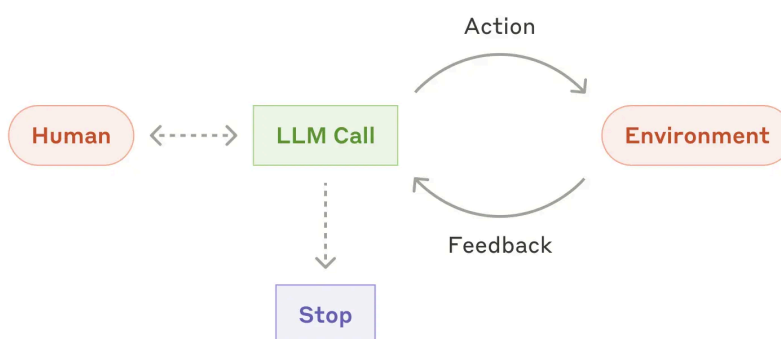 Action
Human
LLM Call
Environment
Feedback
Stop